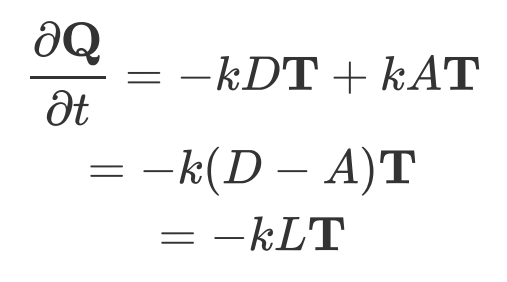 ∂𝐐/∂t = −kD𝐓 + kA𝐓
= −k(D − A)𝐓
= −kL𝐓